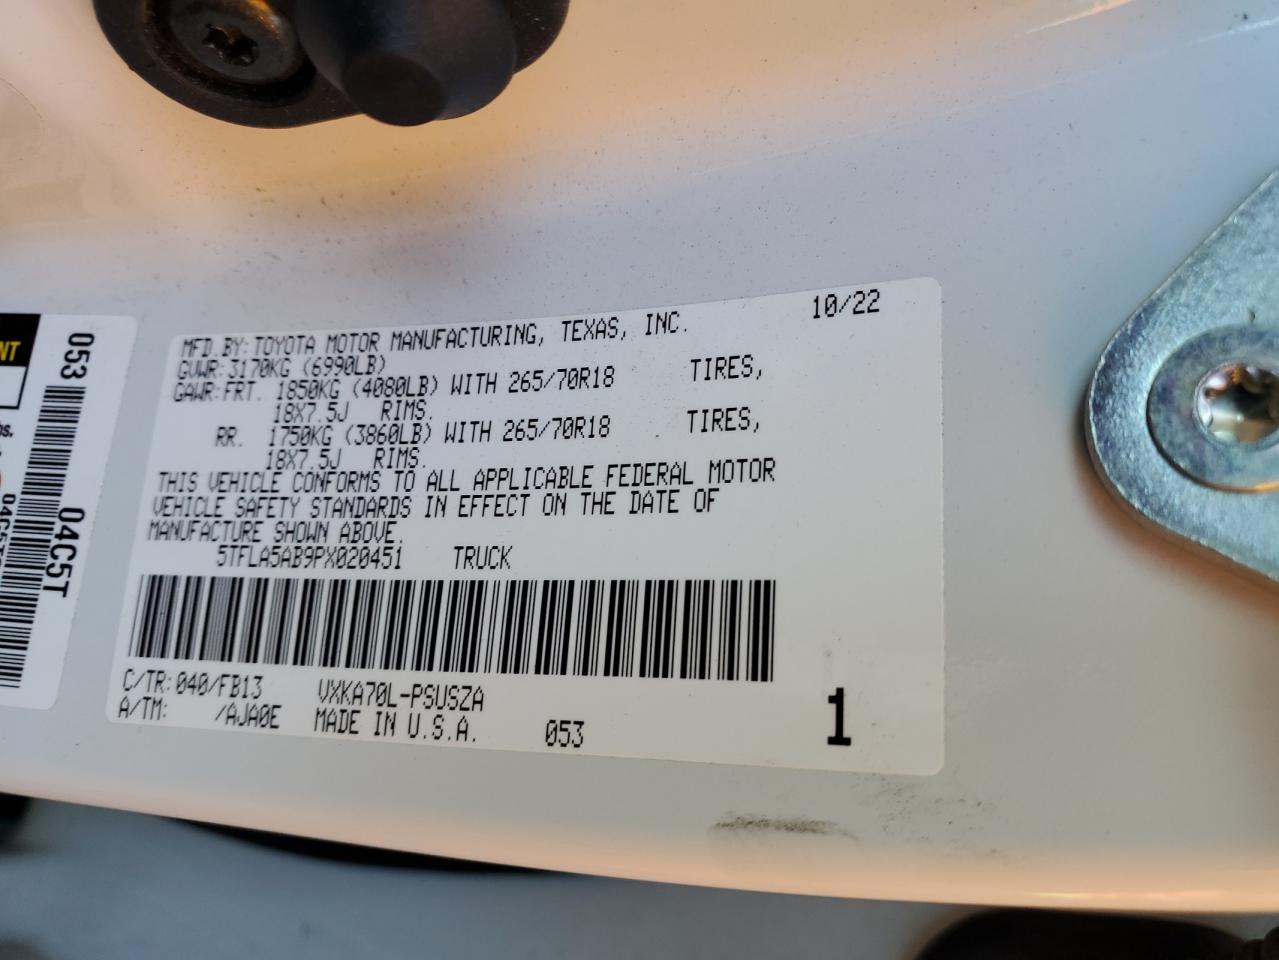 MFD. BY: TOYOTA MOTOR MANUFACTURING, TEXAS, INC. 10/22
GVWR: 3170KG (6990LB)
GAWR: FRT. 1850KG (4080LB) WITH 265/70R18 TIRES,
18X7.5J RIMS.
RR. 1750KG (3860LB) WITH 265/70R18 TIRES,
18X7.5J RIMS.
THIS VEHICLE CONFORMS TO ALL APPLICABLE FEDERAL MOTOR
VEHICLE SAFETY STANDARDS IN EFFECT ON THE DATE OF
MANUFACTURE SHOWN ABOVE.
5TFLA5AB9PX020451 TRUCK
C/TR: 040/FB13 VXKA70L-PSUSZA
A/TM: /AJA0E MADE IN U.S.A. 053
1
053
04C5T